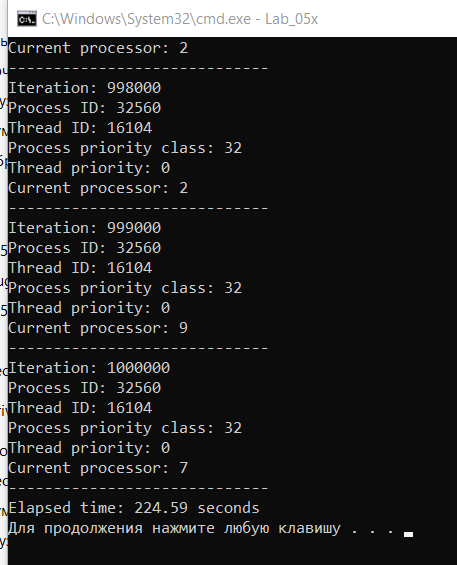 C:\Windows\System32\cmd.exe - Lab_05x
Current processor: 2
-----------------------------
Iteration: 998000
Process ID: 32560
Thread ID: 16104
Process priority class: 32
Thread priority: 0
Current processor: 2
-----------------------------
Iteration: 999000
Process ID: 32560
Thread ID: 16104
Process priority class: 32
Thread priority: 0
Current processor: 9
-----------------------------
Iteration: 1000000
Process ID: 32560
Thread ID: 16104
Process priority class: 32
Thread priority: 0
Current processor: 7
-----------------------------
Elapsed time: 224.59 seconds
Для продолжения нажмите любую клавишу . . .